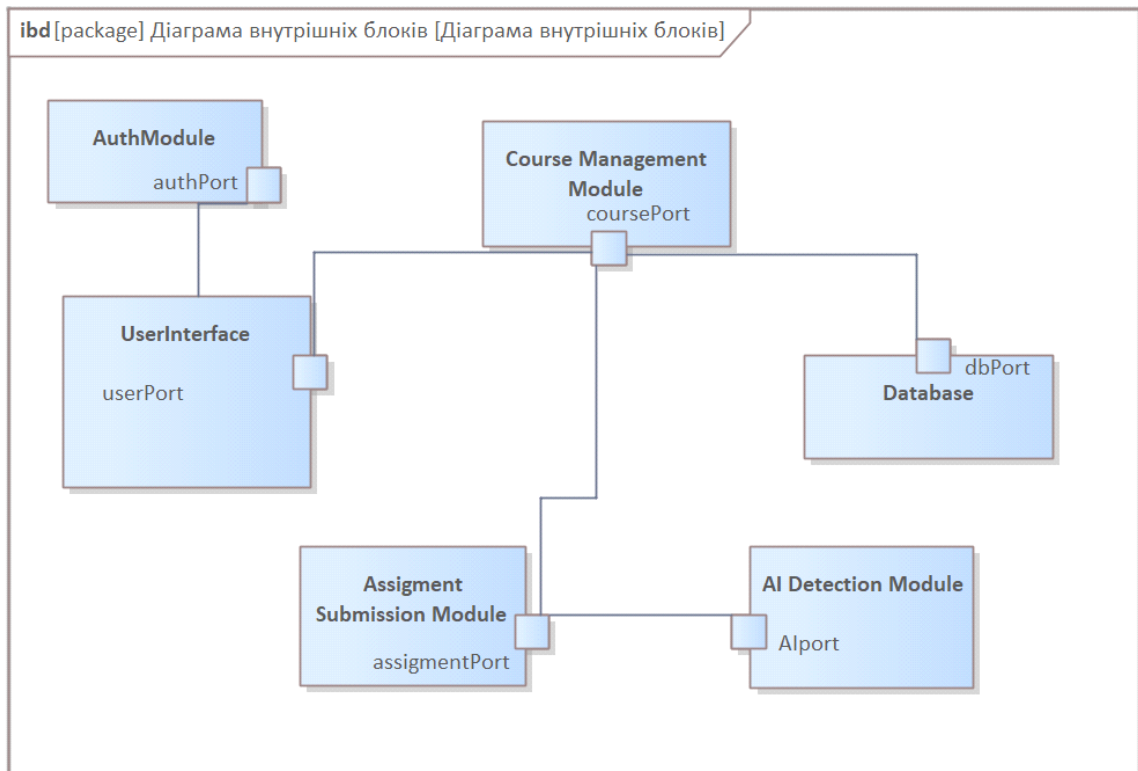 ibd [package] Діаграма внутрішніх блоків [Діаграма внутрішніх блоків]
AuthModule
authPort
Course Management
Module
coursePort
UserInterface
userPort
dbPort
Database
Assigment
Submission Module
assigmentPort
AI Detection Module
AIport